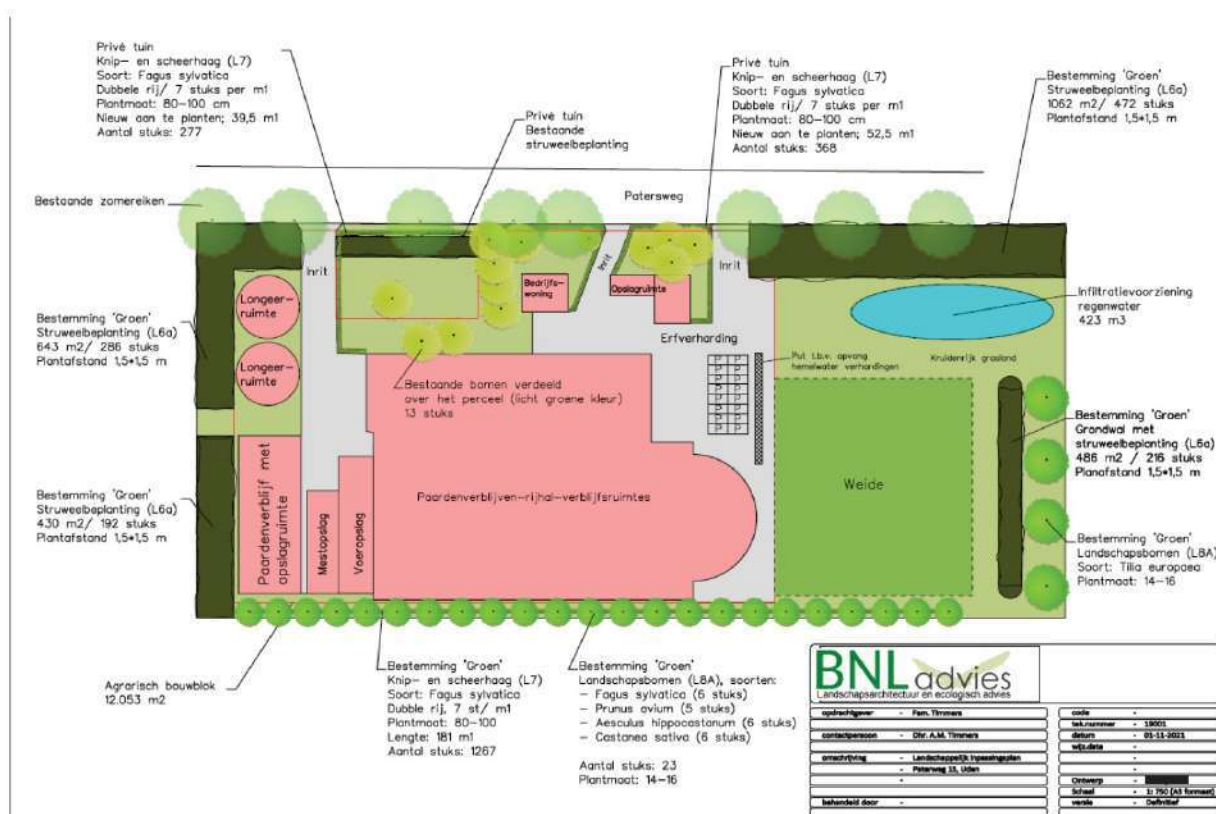 Privé tuin
Knip- en scheerhaag (L7)
Soort: Fagus sylvatica
Dubbele rij/ 7 stuks per m1
Plantmaat: 80-100 cm
Nieuw aan te planten; 39,5 m1
Aantal stuks: 277
Privé tuin
Bestaande
struweelbeplanting
Privé tuin
Knip- en scheerhaag (L7)
Soort: Fagus sylvatica
Dubbele rij/ 7 stuks per m1
Plantmaat: 80-100 cm
Nieuw aan te planten; 52,5 m1
Aantal stuks: 368
Bestemming 'Groen'
Struweelbeplanting (L6a)
1062 m2/ 472 stuks
Plantafstand 1,5*1,5 m
Bestaande zomereiken
Patersweg
Inrit
Inrit
Inrit
Longeer-
ruimte
Longeer-
ruimte
Bedrijfs-
woning
Opslagruimte
Erfverharding
Infiltratievoorziening
regenwater
423 m3
Kruidenrijk grasland
Put t.b.v. opvang
hemelwater verhardingen
Bestemming 'Groen'
Struweelbeplanting (L6a)
643 m2/ 286 stuks
Plantafstand 1,5*1,5 m
Bestaande bomen verdeeld
over het perceel (licht groene kleur)
13 stuks
P P
P P
P P
P P
P P
P P
P P
P P
Bestemming 'Groen'
Grondwal met
struweelbeplanting (L6a)
486 m2 / 216 stuks
Planafstand 1,5*1,5 m
Bestemming 'Groen'
Struweelbeplanting (L6a)
430 m2/ 192 stuks
Plantafstand 1,5*1,5 m
Paardenverblijf met
opslagruimte
Mestopslag
Voeropslag
Paardenverblijven-rijhal-verblijfsruimtes
Weide
Bestemming 'Groen'
Landschapsbomen (L8A)
Soort: Tilia europaea
Plantmaat: 14-16
Agrarisch bouwblok
12.053 m2
Bestemming 'Groen'
Knip- en scheerhaag (L7)
Soort: Fagus sylvatica
Dubble rij, 7 st/ m1
Plantmaat: 80-100
Lengte: 181 m1
Aantal stuks: 1267
Bestemming 'Groen'
Landschapsbomen (L8A), soorten:
- Fagus sylvatica (6 stuks)
- Prunus avium (5 stuks)
- Aesculus hippocastanum (6 stuks)
- Castanea sativa (6 stuks)
Aantal stuks: 23
Plantmaat: 14-16
BNL advies
Landschapsarchitectuur en ecologisch advies
opdrachtgever - Fam. Timmers
contactpersoon - Dhr. A.M. Timmers
omschrijving - Landschappelijk inpassingsplan
- Patersweg 15, Uden
-
behandeld door -
code -
tek.nummer - 19001
datum - 01-11-2021
wijz.data -
-
-
Ontwerp -
Schaal - 1: 750 (A3 formaat)
versie - Definitief